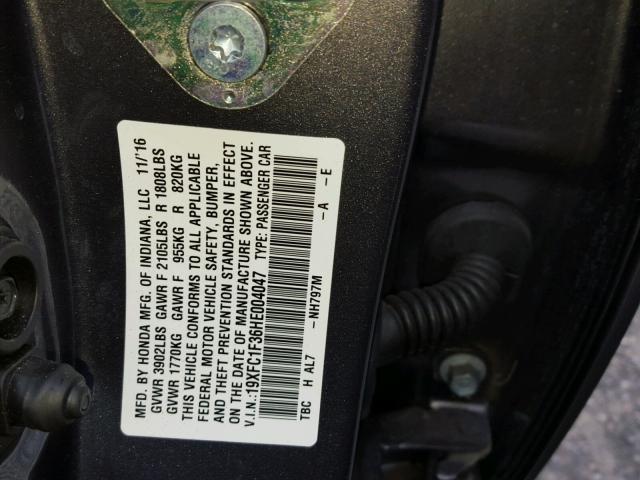 MFD. BY HONDA MFG. OF INDIANA, LLC 11/'16
GVWR 3902LBS GAWR F 2105LBS R 1808LBS
GVWR 1770KG GAWR F 955KG R 820KG
THIS VEHICLE CONFORMS TO ALL APPLICABLE
FEDERAL MOTOR VEHICLE SAFETY, BUMPER,
AND THEFT PREVENTION STANDARDS IN EFFECT
ON THE DATE OF MANUFACTURE SHOWN ABOVE.
V.I.N.:19XFC1F36HE004047 TYPE: PASSENGER CAR
TBC H AL7 -NH797M -A -E